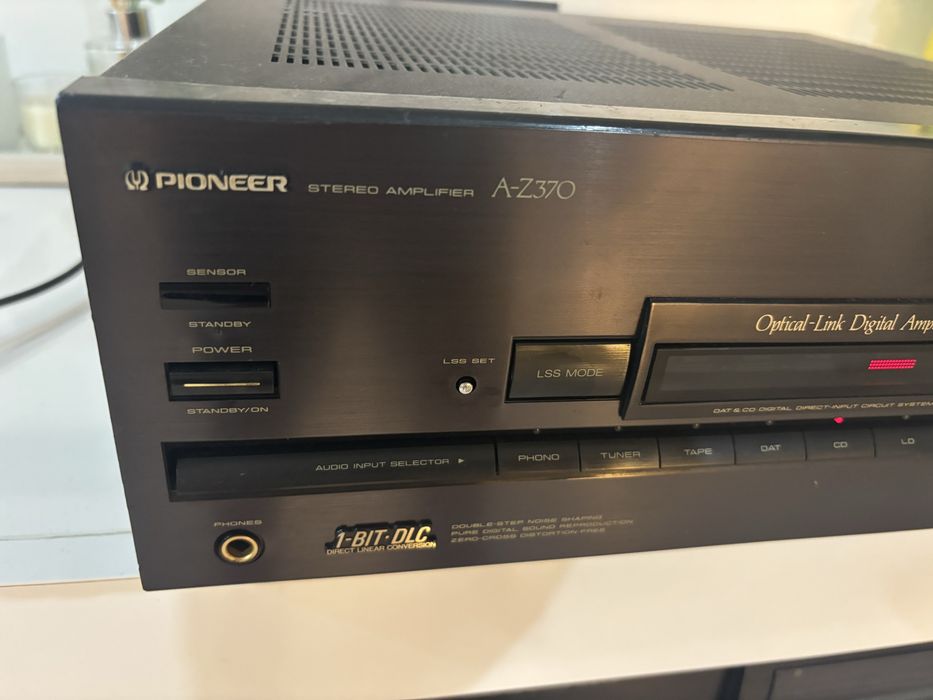 PIONEER STEREO AMPLIFIER A-Z370
SENSOR
STANDBY
POWER
STANDBY/ON
LSS SET
LSS MODE
Optical-Link Digital Amp
DAT & CD DIGITAL DIRECT-INPUT CIRCUIT SYSTEM
AUDIO INPUT SELECTOR ▶
PHONO
TUNER
TAPE
DAT
CD
LD
PHONES
1-BIT·DLC
DIRECT LINEAR CONVERSION
DOUBLE-STEP NOISE SHAPING
PURE DIGITAL SOUND REPRODUCTION
ZERO-CROSS DISTORTION-FREE